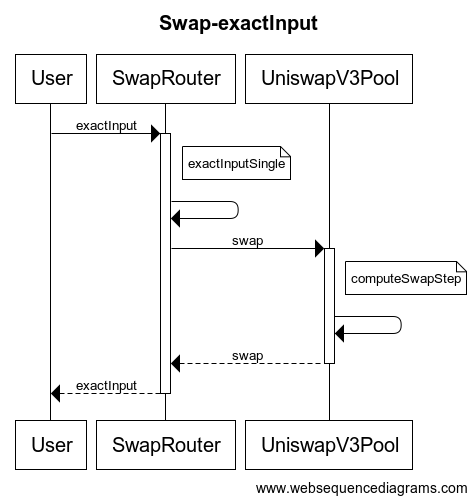 Swap-exactInput
User
SwapRouter
UniswapV3Pool
exactInput
exactInputSingle
swap
computeSwapStep
swap
exactInput
User
SwapRouter
UniswapV3Pool
www.websequencediagrams.com